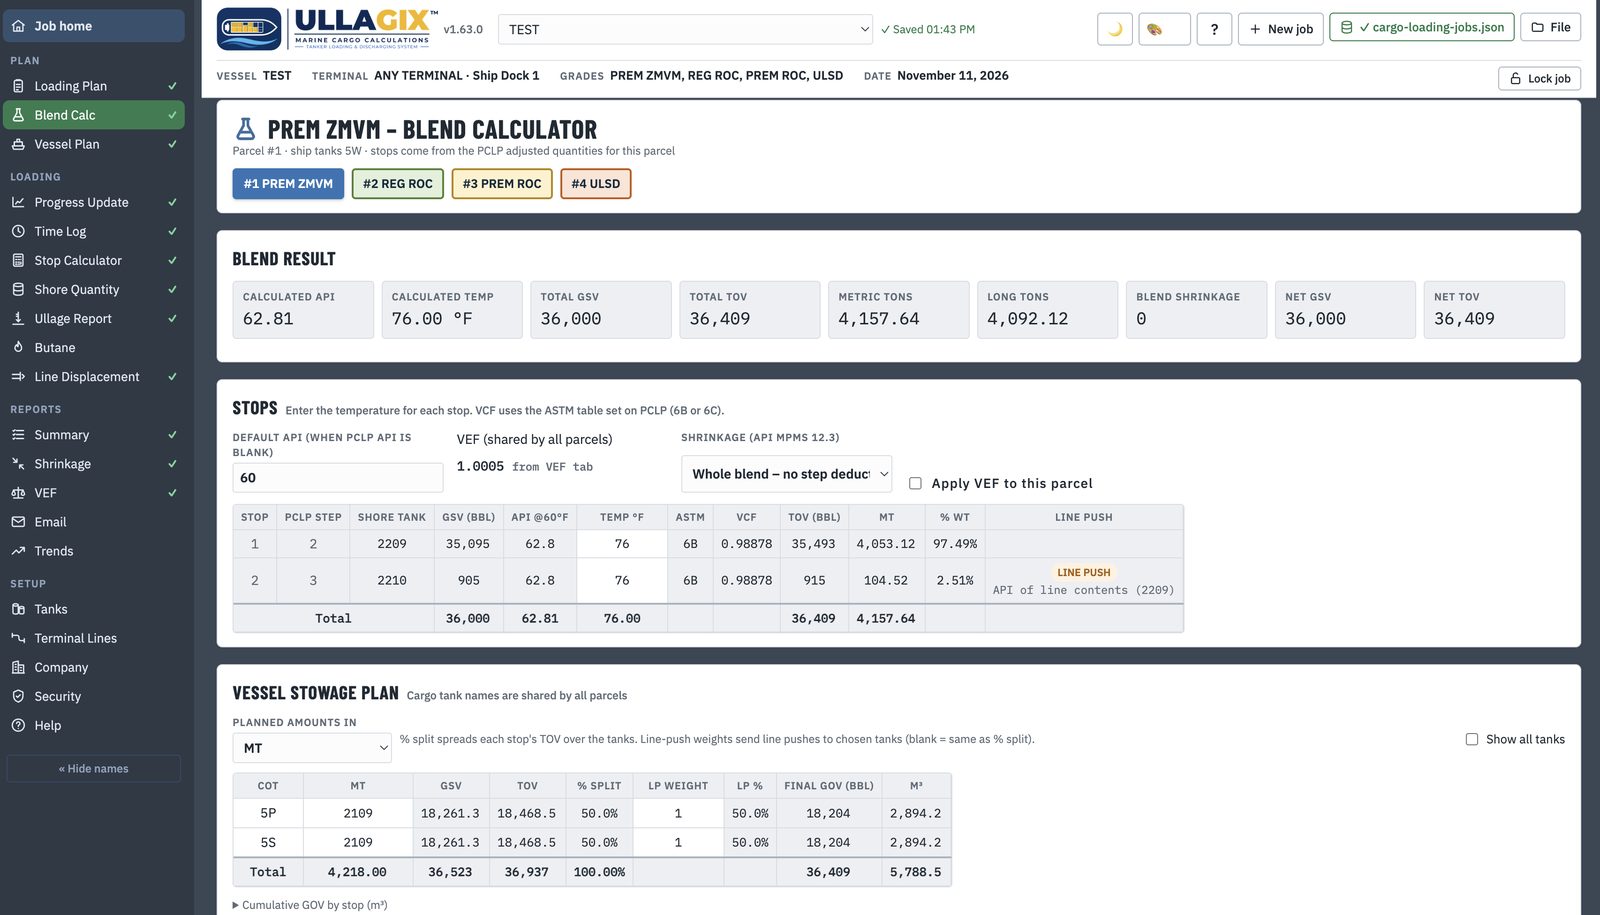 Job home
PLAN
Loading Plan ✓
Blend Calc ✓
Vessel Plan ✓
LOADING
Progress Update ✓
Time Log ✓
Stop Calculator ✓
Shore Quantity ✓
Ullage Report ✓
Butane
Line Displacement ✓
REPORTS
Summary ✓
Shrinkage ✓
VEF ✓
Email
Trends
SETUP
Tanks
Terminal Lines
Company
Security
Help
« Hide names
ULLAGIX™
MARINE CARGO CALCULATIONS
TANKER LOADING & DISCHARGING SYSTEM
v1.63.0 TEST ✓ Saved 01:43 PM ? + New job ✓ cargo-loading-jobs.json File
VESSEL TEST TERMINAL ANY TERMINAL · Ship Dock 1 GRADES PREM ZMVM, REG ROC, PREM ROC, ULSD DATE November 11, 2026 Lock job
PREM ZMVM – BLEND CALCULATOR
Parcel #1 · ship tanks 5W · stops come from the PCLP adjusted quantities for this parcel
#1 PREM ZMVM #2 REG ROC #3 PREM ROC #4 ULSD
BLEND RESULT
CALCULATED API CALCULATED TEMP TOTAL GSV TOTAL TOV METRIC TONS LONG TONS BLEND SHRINKAGE NET GSV NET TOV
62.81 76.00 °F 36,000 36,409 4,157.64 4,092.12 0 36,000 36,409
STOPS Enter the temperature for each stop. VCF uses the ASTM table set on PCLP (6B or 6C).
DEFAULT API (WHEN PCLP API IS BLANK)
60
VEF (shared by all parcels)
1.0005 from VEF tab
SHRINKAGE (API MPMS 12.3)
Whole blend – no step deduct
Apply VEF to this parcel
STOP PCLP STEP SHORE TANK GSV (BBL) API @60°F TEMP °F ASTM VCF TOV (BBL) MT % WT LINE PUSH
1 2 2209 35,095 62.8 76 6B 0.98878 35,493 4,053.12 97.49%
2 3 2210 905 62.8 76 6B 0.98878 915 104.52 2.51% LINE PUSH
API of line contents (2209)
Total 36,000 62.81 76.00 36,409 4,157.64
VESSEL STOWAGE PLAN Cargo tank names are shared by all parcels
PLANNED AMOUNTS IN
MT
% split spreads each stop's TOV over the tanks. Line-push weights send line pushes to chosen tanks (blank = same as % split).
Show all tanks
COT MT GSV TOV % SPLIT LP WEIGHT LP % FINAL GOV (BBL) M³
5P 2109 18,261.3 18,468.5 50.0% 1 50.0% 18,204 2,894.2
5S 2109 18,261.3 18,468.5 50.0% 1 50.0% 18,204 2,894.2
Total 4,218.00 36,523 36,937 100.00% 36,409 5,788.5
▶ Cumulative GOV by stop (m³)